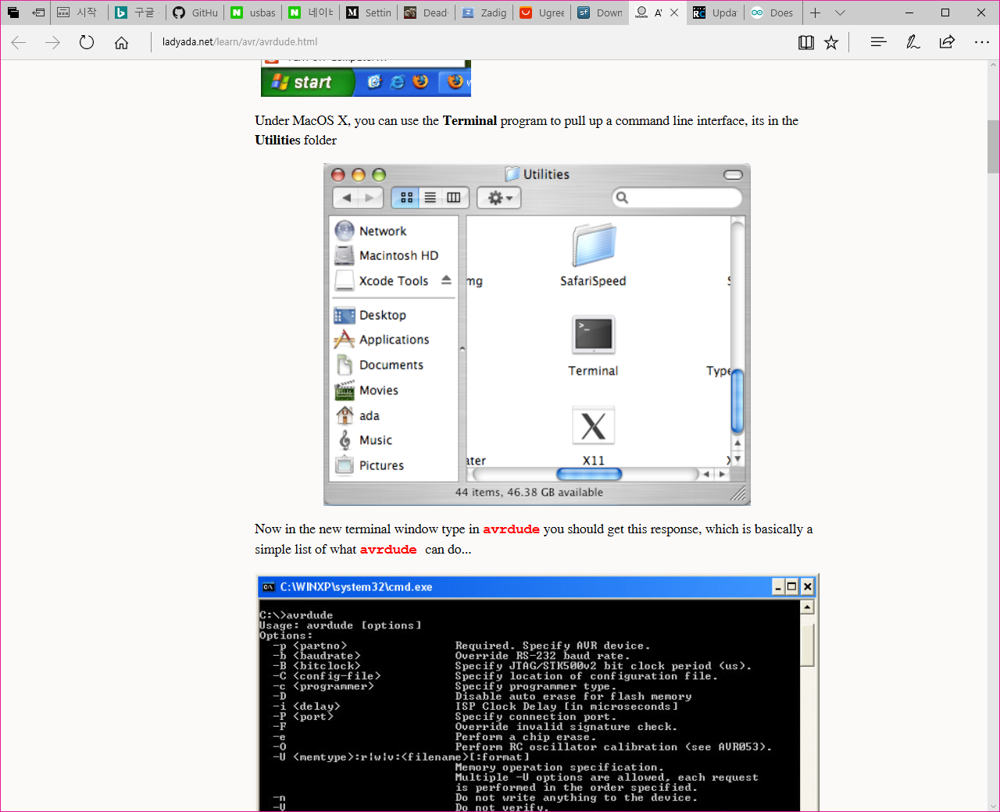 시작
구글
GitHu
usbas
네이버
Settin
Dead-
Zadig
Ugree
Down
A'
Upda
Does
ladyada.net/learn/avr/avrdude.html
start
Under MacOS X, you can use the Terminal program to pull up a command line interface, its in the
Utilities folder
Utilities
Network
Macintosh HD
Xcode Tools
Desktop
Applications
Documents
Movies
ada
Music
Pictures
SafariSpeed
Terminal
Type
X11
44 items, 46.38 GB available
Now in the new terminal window type in avrdude you should get this response, which is basically a
simple list of what avrdude can do...
C:\WINXP\system32\cmd.exe
C:\>avrdude
Usage: avrdude [options]
Options:
-p <partno> Required. Specify AVR device.
-b <baudrate> Override RS-232 baud rate.
-B <bitclock> Specify JTAG/STK500v2 bit clock period (us).
-C <config-file> Specify location of configuration file.
-c <programmer> Specify programmer type.
-D Disable auto erase for flash memory
-i <delay> ISP Clock Delay [in microseconds]
-P <port> Specify connection port.
-F Override invalid signature check.
-e Perform a chip erase.
-O Perform RC oscillator calibration (see AVR053).
-U <memtype>:r|w|v:<filename>[:format]
Memory operation specification.
Multiple -U options are allowed, each request
is performed in the order specified.
-n Do not write anything to the device.
-V Do not verify.